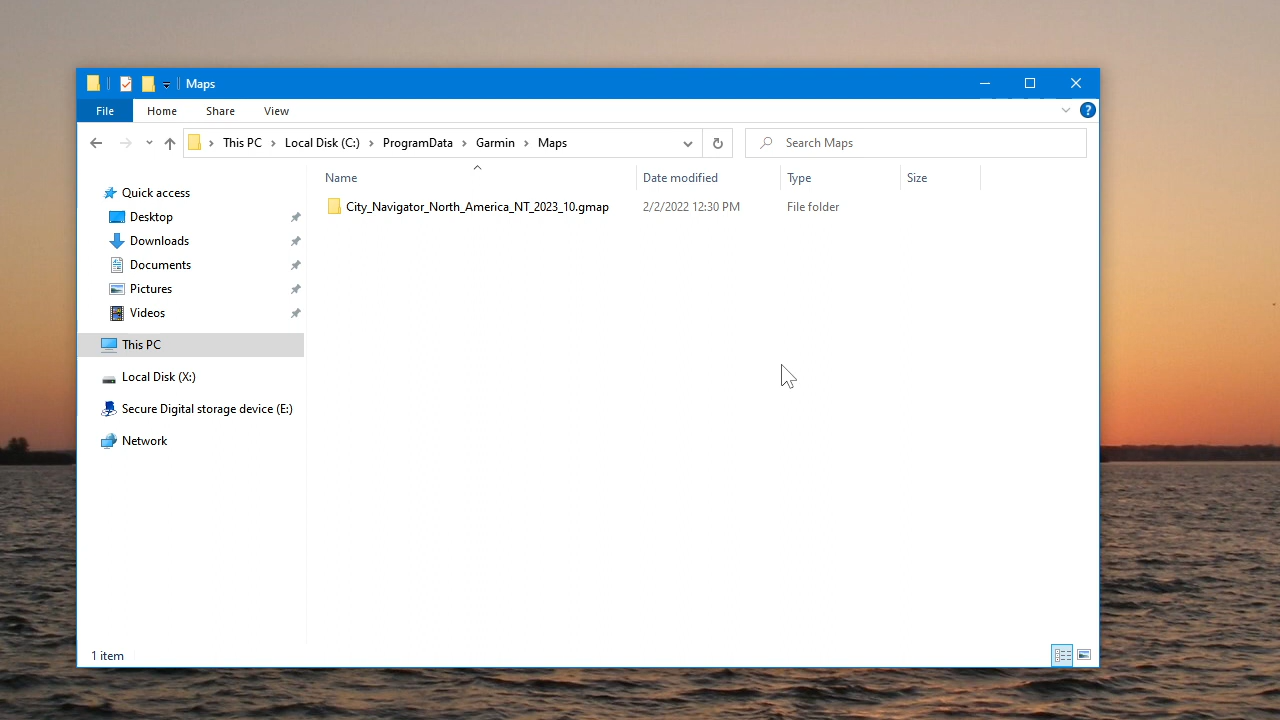 Maps
File Home Share View
This PC Local Disk (C:) ProgramData Garmin Maps Search Maps
Name Date modified Type Size
City_Navigator_North_America_NT_2023_10.gmap 2/2/2022 12:30 PM File folder
Quick access
Desktop
Downloads
Documents
Pictures
Videos
This PC
Local Disk (X:)
Secure Digital storage device (E:)
Network
1 item